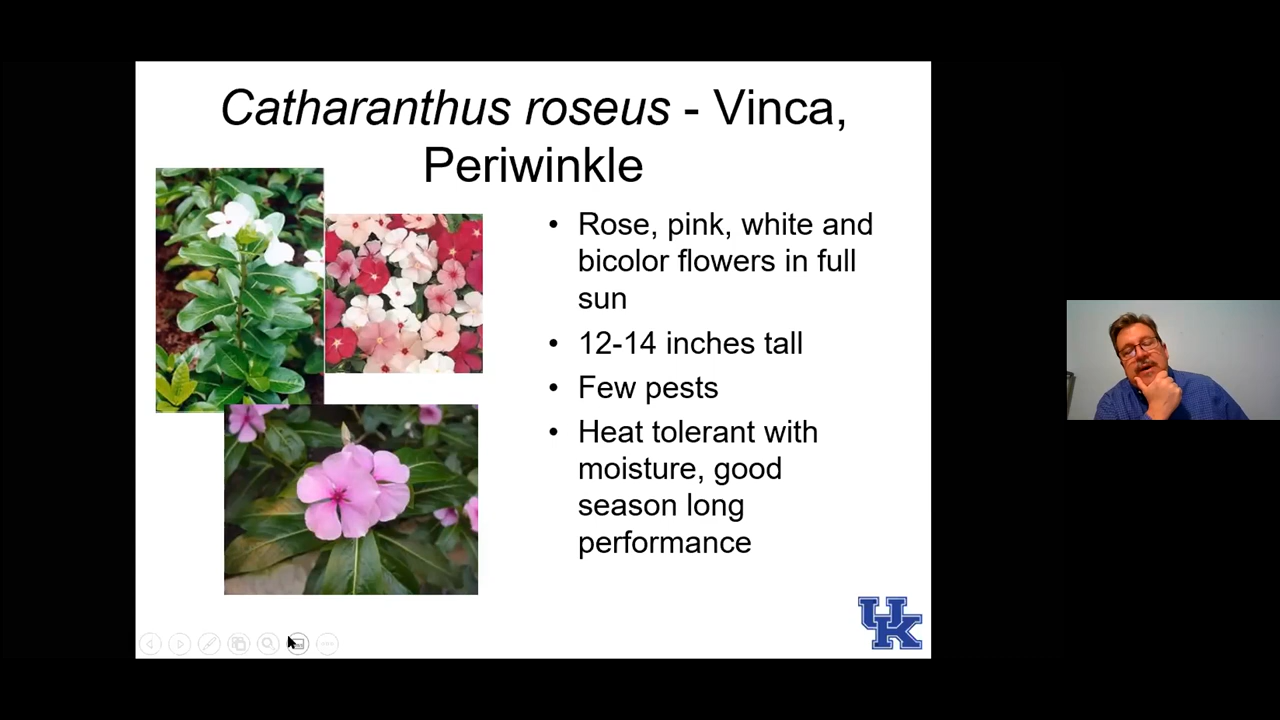 Catharanthus roseus - Vinca,
Periwinkle
• Rose, pink, white and
bicolor flowers in full
sun
• 12-14 inches tall
• Few pests
• Heat tolerant with
moisture, good
season long
performance
UK